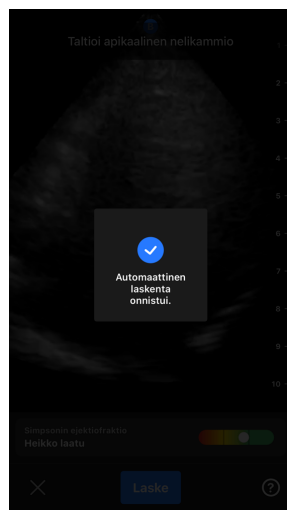 Taltioi apikaalinen nelikammio
2
3
4
5
6
7
8
9
10
Automaattinen
laskenta
onnistui.
Simpsonin ejektiofraktio
Heikko laatu
Laske
?